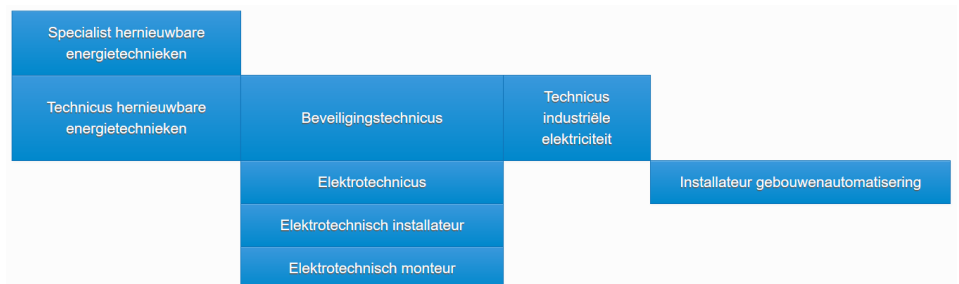 Specialist hernieuwbare
energietechnieken
Technicus hernieuwbare
energietechnieken
Beveiligingstechnicus
Technicus
industriële
elektriciteit
Elektrotechnicus
Installateur gebouwenautomatisering
Elektrotechnisch installateur
Elektrotechnisch monteur